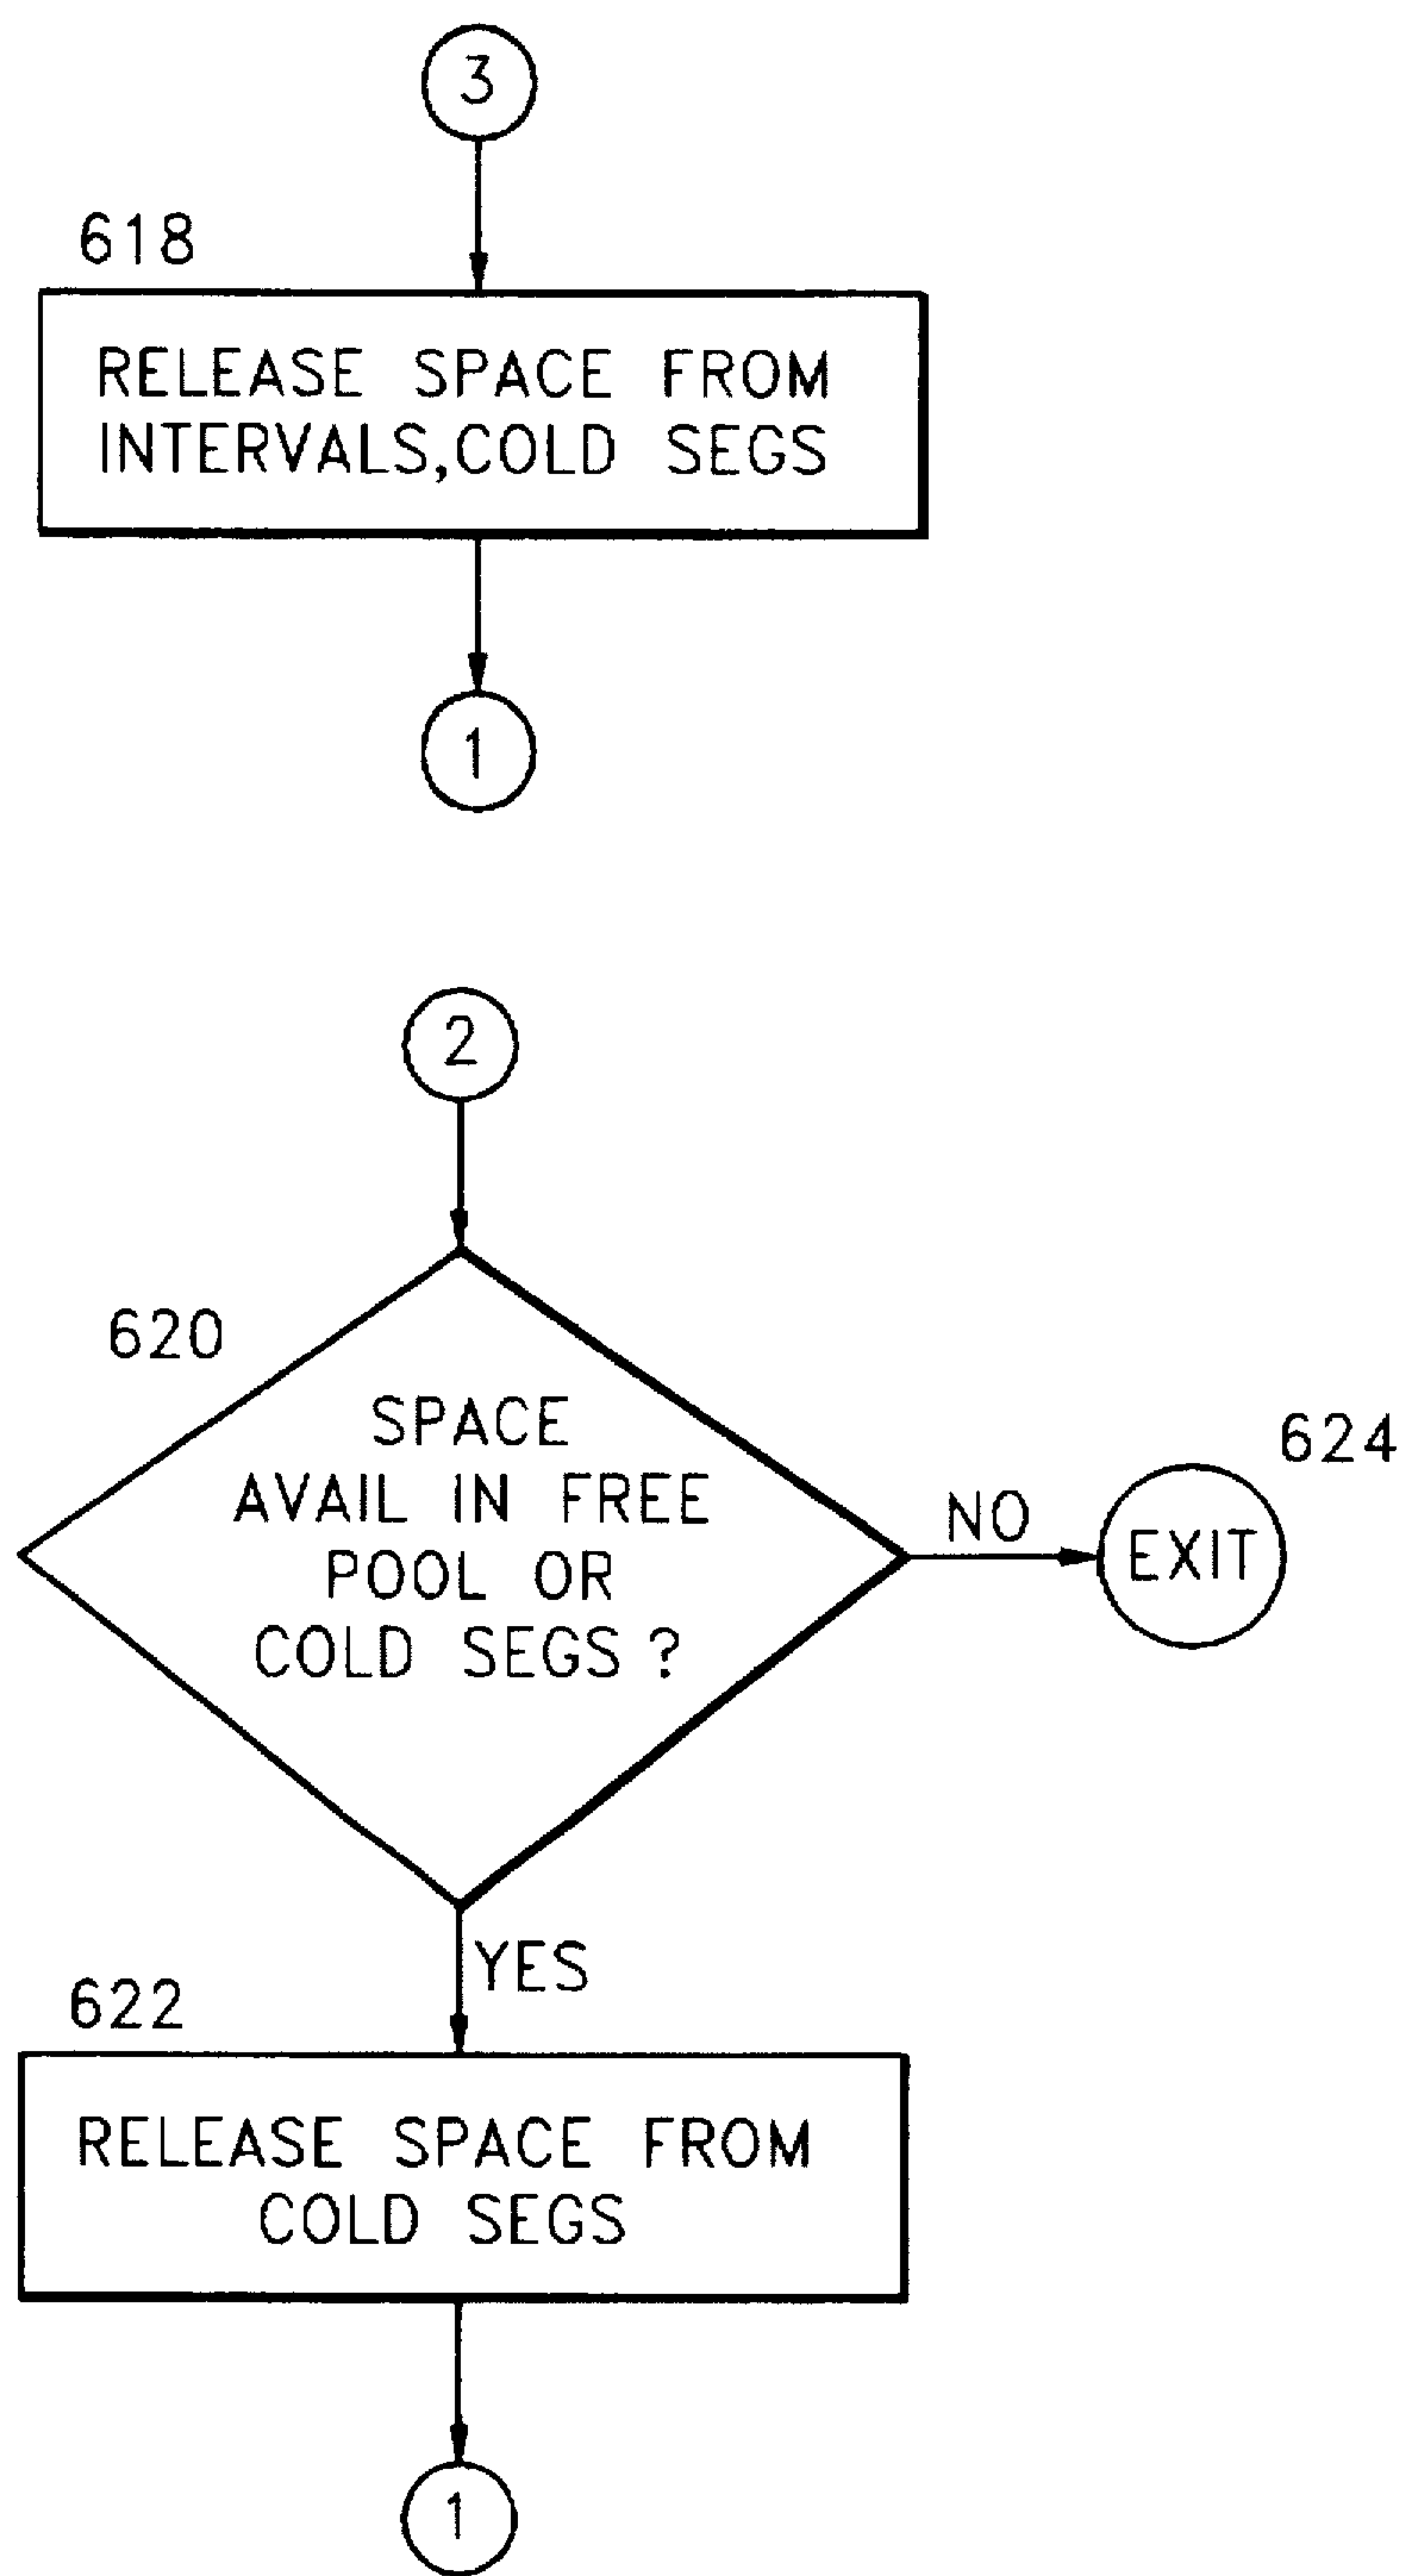 3
618
RELEASE SPACE FROM
INTERVALS,COLD SEGS
1
2
620
SPACE
AVAIL IN FREE
POOL OR
COLD SEGS ?
NO
624
EXIT
YES
622
RELEASE SPACE FROM
COLD SEGS
1